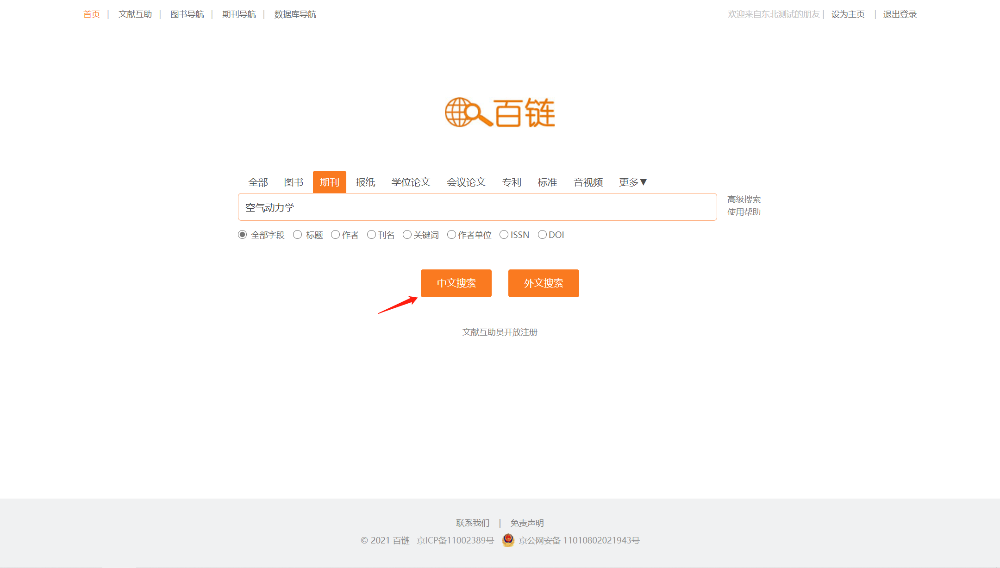 首页 | 文献互助 | 图书导航 | 期刊导航 | 数据库导航 欢迎来自东北测试的朋友 | 设为主页 | 退出登录
百链
全部 图书 期刊 报纸 学位论文 会议论文 专利 标准 音视频 更多▼
空气动力学
高级搜索
使用帮助
全部字段 标题 作者 刊名 关键词 作者单位 ISSN DOI
中文搜索 外文搜索
文献互助员开放注册
联系我们 | 免责声明
© 2021 百链 京ICP备11002389号 京公网安备 11010802021943号